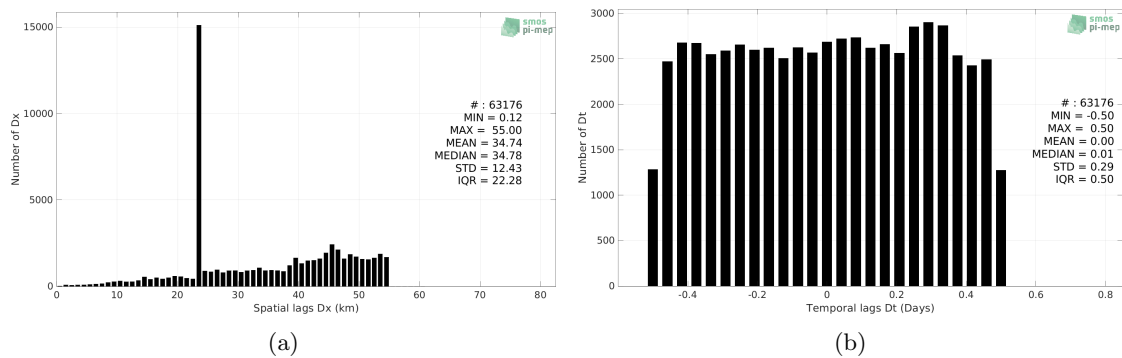 smos
pi-mep
15000
10000
5000
0
Number of Dx
# : 63176
MIN = 0.12
MAX = 55.00
MEAN = 34.74
MEDIAN = 34.78
STD = 12.43
IQR = 22.28
0 10 20 30 40 50 60 70 80
Spatial lags Dx (km)
(a)
smos
pi-mep
3000
2500
2000
1500
1000
500
0
Number of Dt
# : 63176
MIN = -0.50
MAX = 0.50
MEAN = 0.00
MEDIAN = 0.01
STD = 0.29
IQR = 0.50
-0.4 -0.2 0 0.2 0.4 0.6 0.8
Temporal lags Dt (Days)
(b)